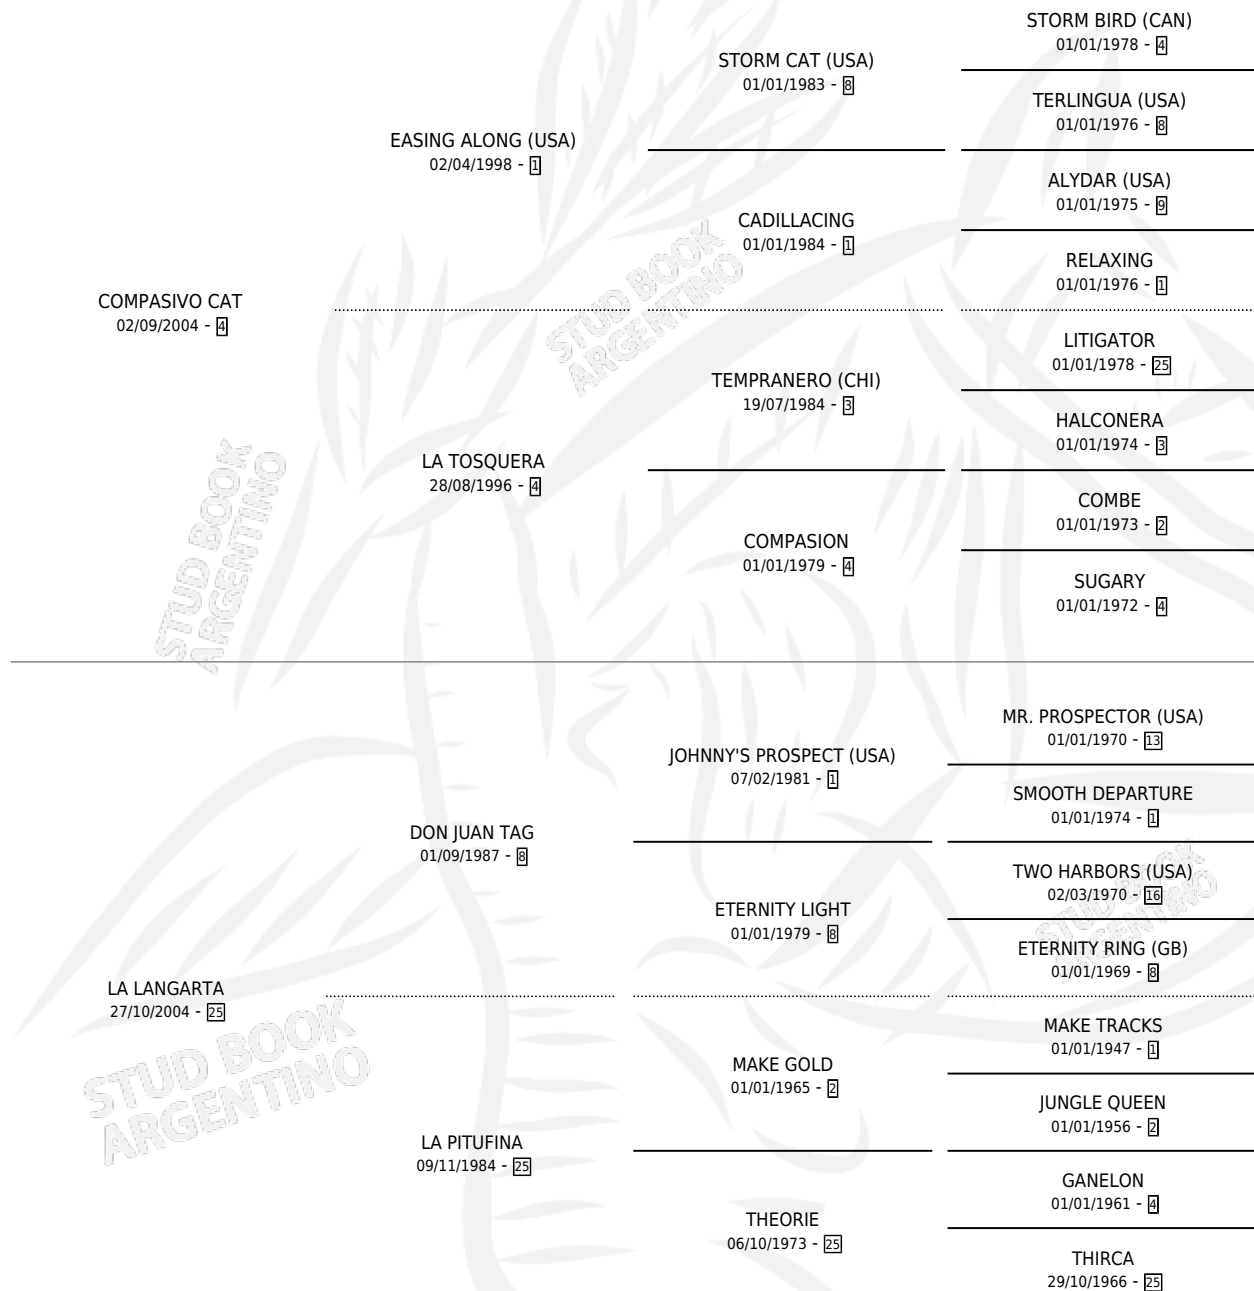 STORM BIRD (CAN)
01/01/1978 - 4
STORM CAT (USA)
01/01/1983 - 8
TERLINGUA (USA)
01/01/1976 - 8
EASING ALONG (USA)
02/04/1998 - 1
ALYDAR (USA)
01/01/1975 - 9
CADILLACING
01/01/1984 - 1
RELAXING
01/01/1976 - 1
COMPASIVO CAT
02/09/2004 - 4
LITIGATOR
01/01/1978 - 25
TEMPRANERO (CHI)
19/07/1984 - 3
HALCONERA
01/01/1974 - 3
LA TOSQUERA
28/08/1996 - 4
COMBE
01/01/1973 - 2
COMPASION
01/01/1979 - 4
SUGARY
01/01/1972 - 4
STUD BOOK
ARGENTINO
STUD BOOK
ARGENTINO
MR. PROSPECTOR (USA)
01/01/1970 - 13
JOHNNY'S PROSPECT (USA)
07/02/1981 - 1
SMOOTH DEPARTURE
01/01/1974 - 1
DON JUAN TAG
01/09/1987 - 8
TWO HARBORS (USA)
02/03/1970 - 16
ETERNITY LIGHT
01/01/1979 - 8
ETERNITY RING (GB)
01/01/1969 - 8
STUD BOOK
ARGENTINO
LA LANGARTA
27/10/2004 - 25
MAKE TRACKS
01/01/1947 - 1
MAKE GOLD
01/01/1965 - 2
JUNGLE QUEEN
01/01/1956 - 2
LA PITUFINA
09/11/1984 - 25
GANELON
01/01/1961 - 4
THEORIE
06/10/1973 - 25
THIRCA
29/10/1966 - 25
STUD BOOK
ARGENTINO